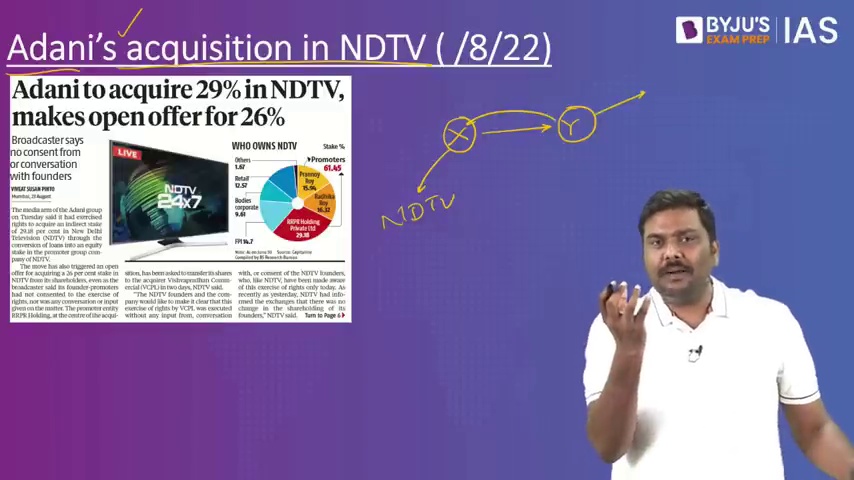 Adani's acquisition in NDTV ( /8/22)
BYJU'S
EXAM PREP
IAS
Adani to acquire 29% in NDTV,
makes open offer for 26%
Broadcaster says
no consent from
or conversation
with founders
VIVEAT SUSAN PINTO
Mumbai, 23 August
The media arm of the Adani group
on Tuesday said it had exercised
rights to acquire an indirect stake
of 29.18 per cent in New Delhi
Television (NDTV) through the
conversion of loans into an equity
stake in the promoter group com
pany of NDTV.
The move has also triggered an open
offer for acquiring a 26 per cent stake in
NDTV from its shareholders, even as the
broadcaster said its founder-promoters
had not consented to the exercise of
rights, nor was any conversation or input
given on the matter. The promoter entity
RRPR Holding, at the centre of the acqui-
LIVE
NDTV
24x7
WHO OWNS NDTV
Stake %
Others
1.67
Retail
12.57
Bodies
corporate
9.61
FPI 14.7
Promoters
61.45
Prannoy
Roy
15.94
Radhika
Roy
16.32
RRPR Holding
Private Ltd
29.18
Note: As on June 30 Source: Capitaline
Compiled by BS Research Bureau
sition, has been asked to transfer its shares
to the acquirer Vishvapradhan Comm-
ercial (VCPL) in two days, NDTV said.
"The NDTV founders and the company
would like to make it clear that this
exercise of rights by VCPL was executed
without any input from, conversation
with, or consent of the NDTV founders,
who, like NDTV, have been made
aware of this exercise of rights only today. As
recently as yesterday, NDTV had infor-
med the exchanges that there was no
change in the shareholding of its
founders," NDTV said.
Turn to Page 6
X
Y
NDTV